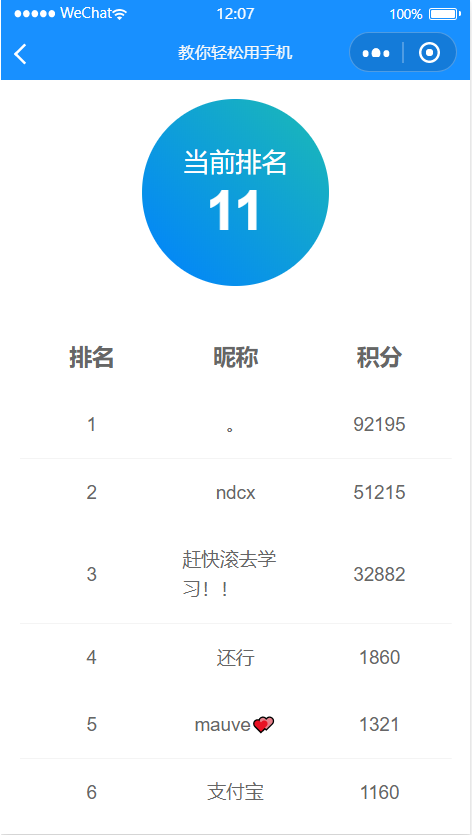 WeChat 12:07 100%
教你轻松用手机
当前排名
11
排名 昵称 积分
1 。 92195
2 ndcx 51215
3 赶快滚去学 32882
习！！
4 还行 1860
5 mauve💕 1321
6 支付宝 1160